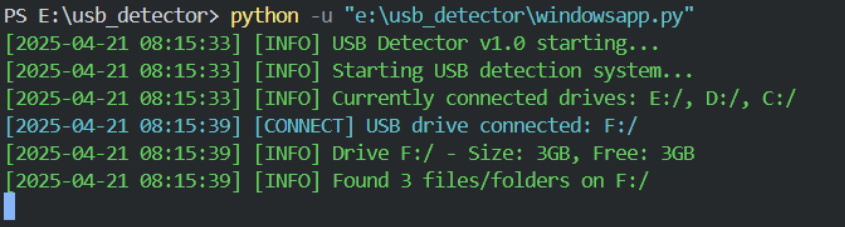 PS E:\usb_detector> python -u "e:\usb_detector\windowsapp.py"
[2025-04-21 08:15:33] [INFO] USB Detector v1.0 starting...
[2025-04-21 08:15:33] [INFO] Starting USB detection system...
[2025-04-21 08:15:33] [INFO] Currently connected drives: E:/, D:/, C:/
[2025-04-21 08:15:39] [CONNECT] USB drive connected: F:/
[2025-04-21 08:15:39] [INFO] Drive F:/ - Size: 3GB, Free: 3GB
[2025-04-21 08:15:39] [INFO] Found 3 files/folders on F:/